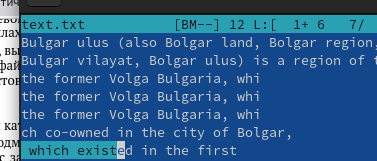 text.txt [BM--] 12 L:[ 1+ 6 7/
Bulgar ulus (also Bolgar land, Bolgar region,
Bulgar vilayat, Bolgar ulus) is a region of t
the former Volga Bulgaria, whi
the former Volga Bulgaria, whi
the former Volga Bulgaria, whi
ch co-owned in the city of Bolgar,
which existed in the first